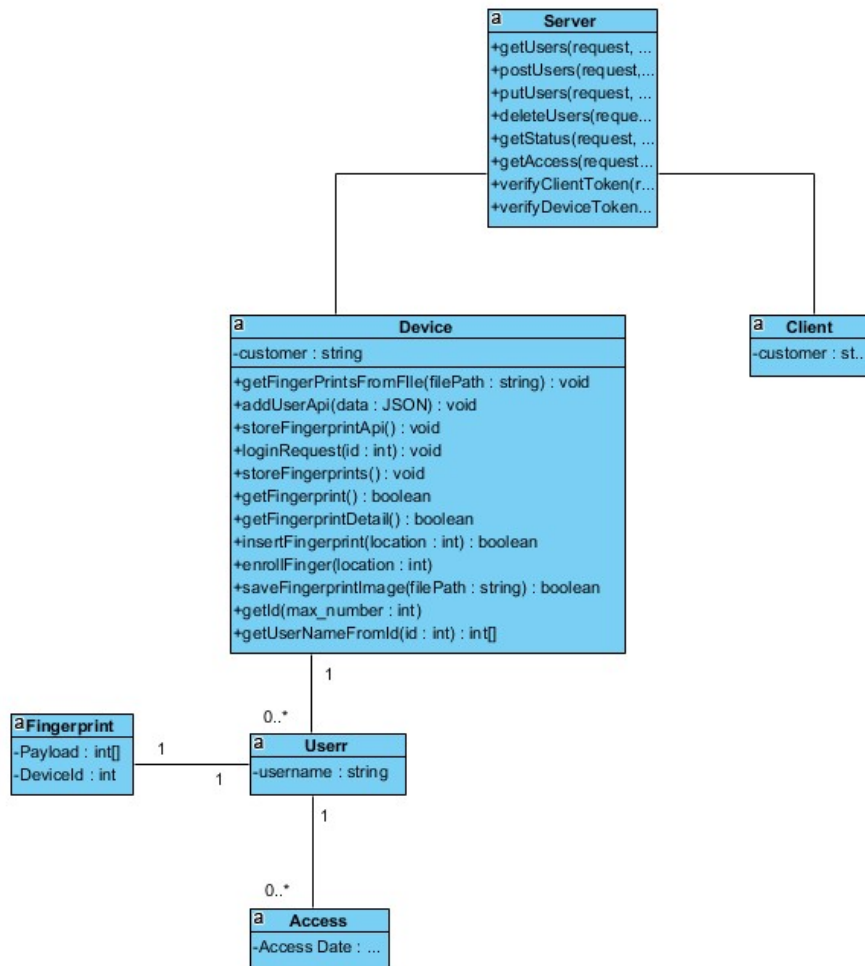 a Server
+getUsers(request, ...
+postUsers(request,...
+putUsers(request, ...
+deleteUsers(reque...
+getStatus(request, ...
+getAccess(request...
+verifyClientToken(r...
+verifyDeviceToken...
a Device
-customer : string
+getFingerPrintsFromFIle(filePath : string) : void
+addUserApi(data : JSON) : void
+storeFingerprintApi() : void
+loginRequest(id : int) : void
+storeFingerprints() : void
+getFingerprint() : boolean
+getFingerprintDetail() : boolean
+insertFingerprint(location : int) : boolean
+enrollFinger(location : int)
+saveFingerprintImage(filePath : string) : boolean
+getId(max_number : int)
+getUserNameFromId(id : int) : int[]
a Client
-customer : st...
1
0..*
a Fingerprint
-Payload : int[]
-DeviceId : int
1
1
a Userr
-username : string
1
0..*
a Access
-Access Date : ...